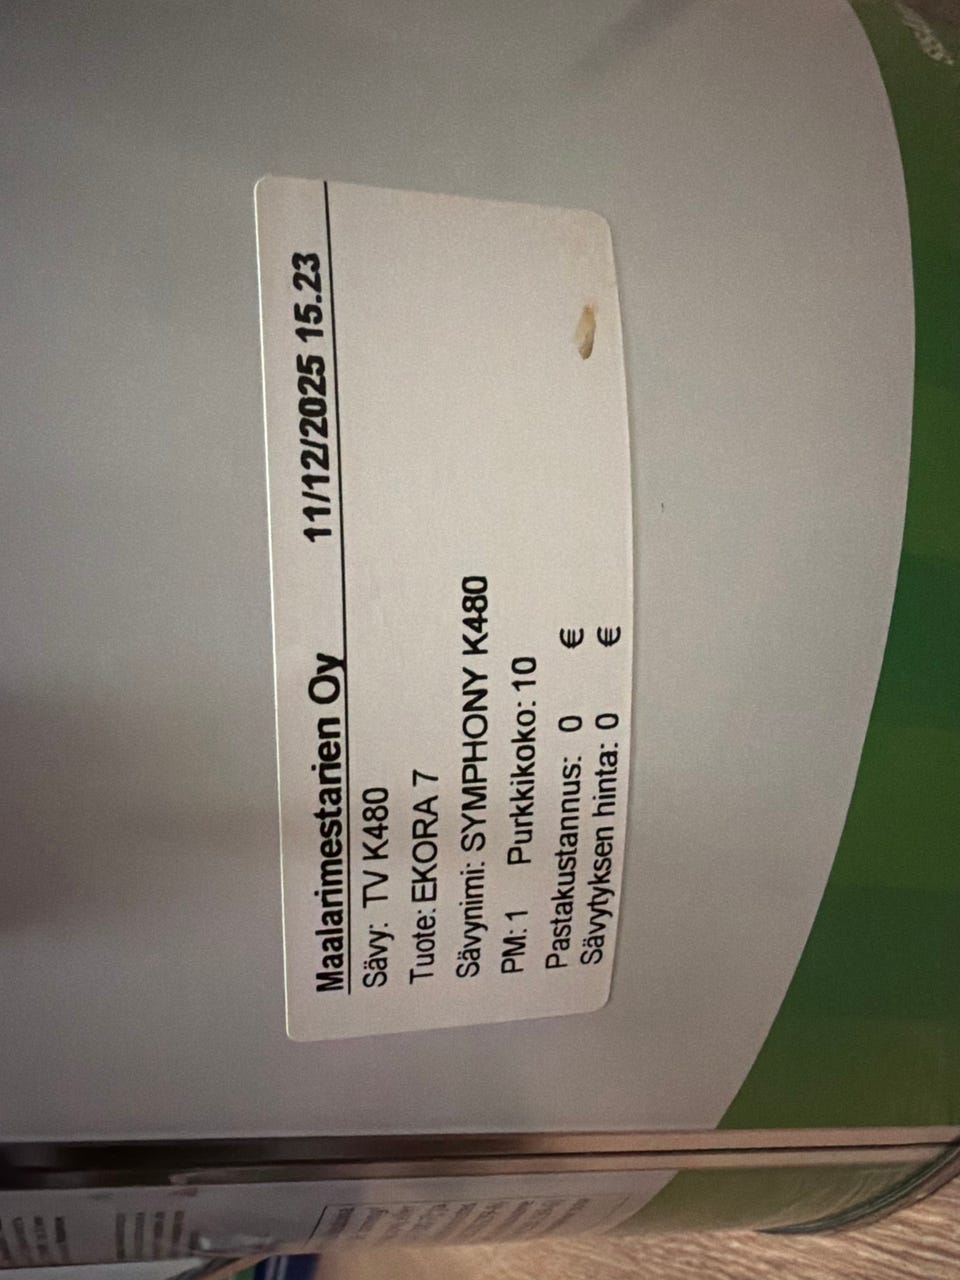 Maalarimestarien Oy 11/12/2025 15.23
Sävy: TV K480
Tuote: EKORA 7
Sävynimi: SYMPHONY K480
PM: 1 Purkkikoko: 10
Pastakustannus: 0 €
Sävytyksen hinta: 0 €